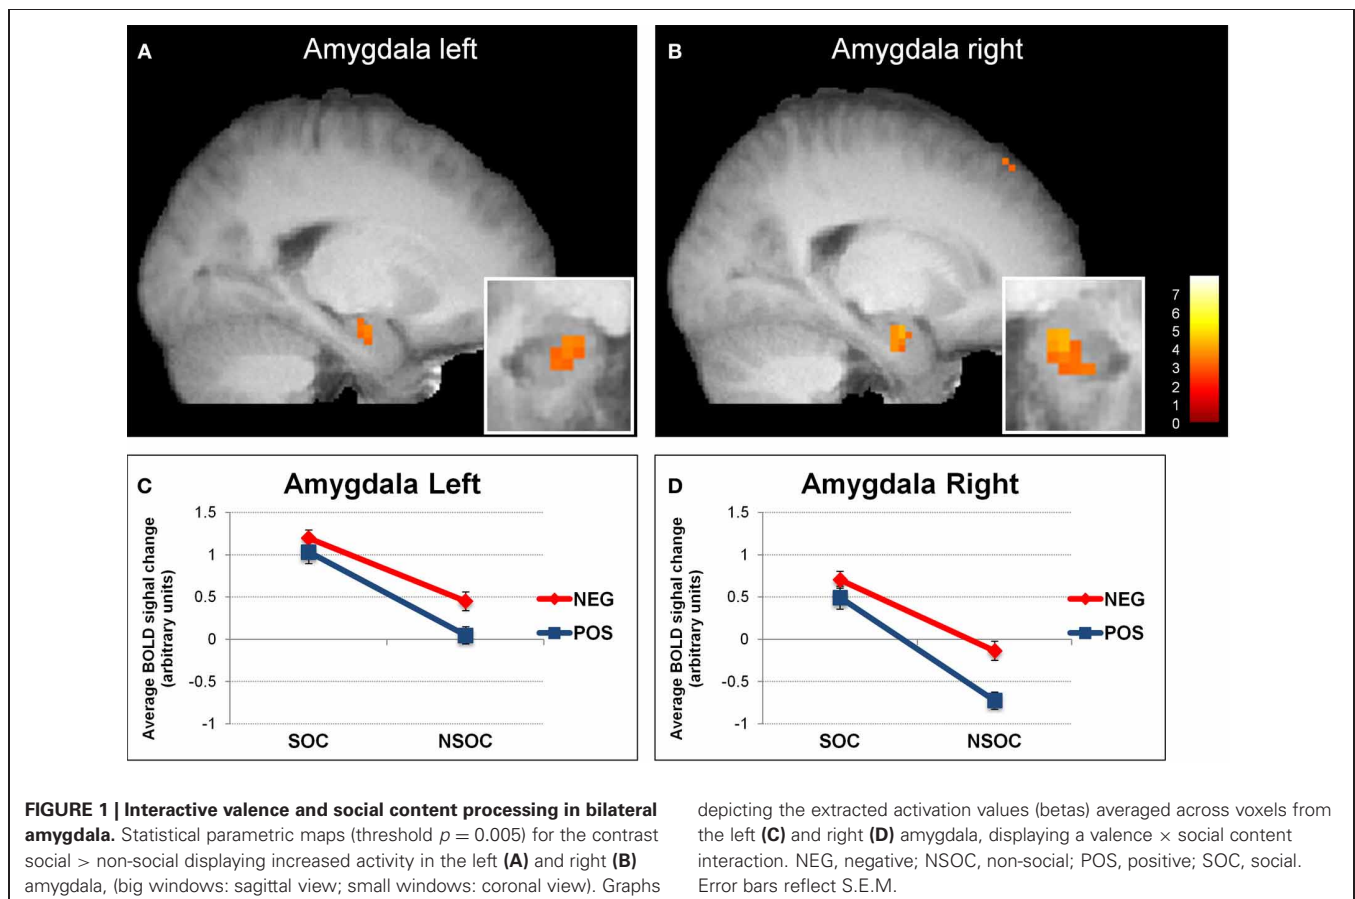 A
Amygdala left
B
Amygdala right
7
6
5
4
3
2
1
0
C
Amygdala Left
Average BOLD sighal change
(arbitrary units)
1.5
1
0.5
0
-0.5
-1
SOC
NSOC
NEG
POS
D
Amygdala Right
Average BOLD sighal change
(arbitrary units)
1.5
1
0.5
0
-0.5
-1
SOC
NSOC
NEG
POS
FIGURE 1 | Interactive valence and social content processing in bilateral
amygdala. Statistical parametric maps (threshold p = 0.005) for the contrast
social > non-social displaying increased activity in the left (A) and right (B)
amygdala, (big windows: sagittal view; small windows: coronal view). Graphs
depicting the extracted activation values (betas) averaged across voxels from
the left (C) and right (D) amygdala, displaying a valence × social content
interaction. NEG, negative; NSOC, non-social; POS, positive; SOC, social.
Error bars reflect S.E.M.